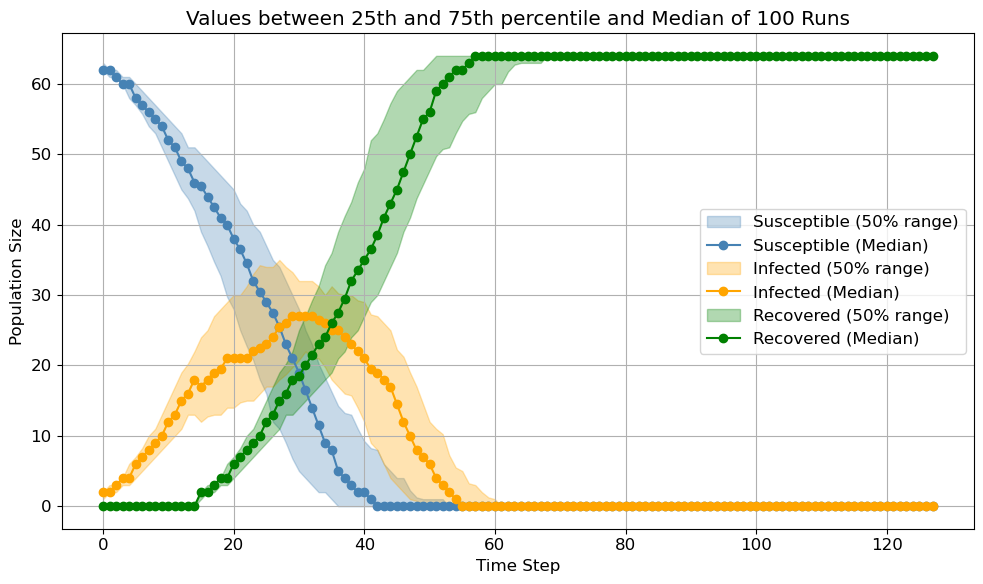 Values between 25th and 75th percentile and Median of 100 Runs
Population Size
60
50
40
30
20
10
0
Susceptible (50% range)
Susceptible (Median)
Infected (50% range)
Infected (Median)
Recovered (50% range)
Recovered (Median)
0 20 40 60 80 100 120
Time Step